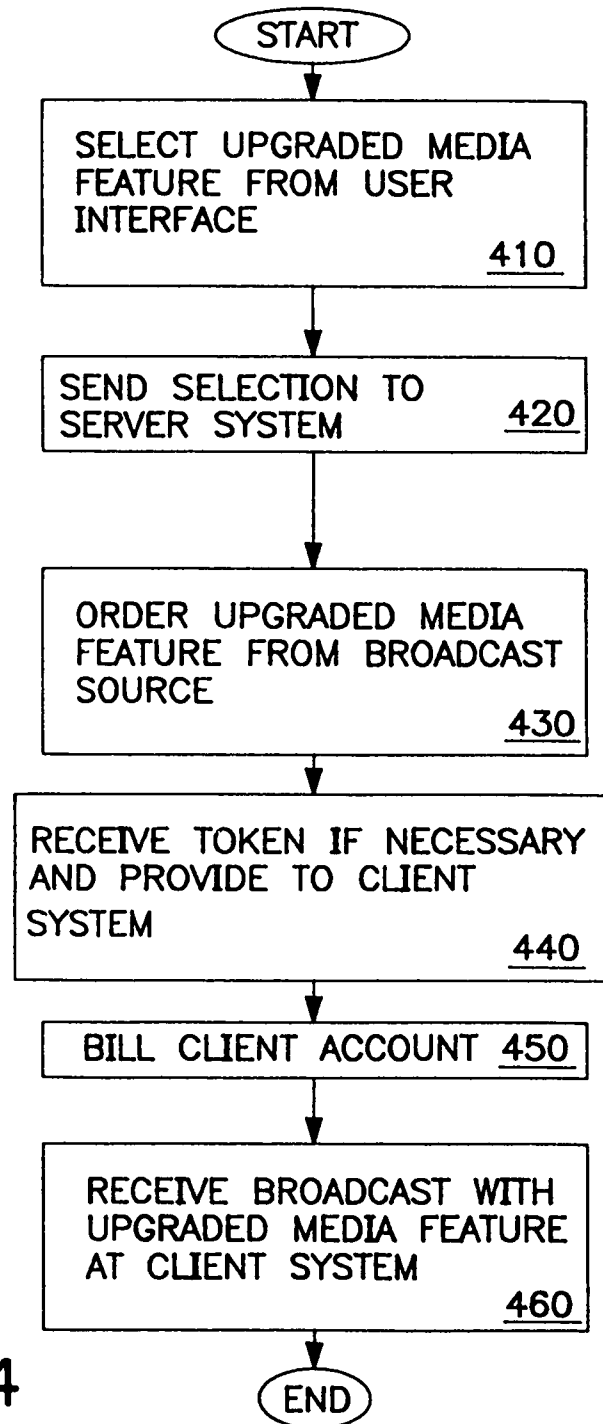 START
SELECT UPGRADED MEDIA
FEATURE FROM USER
INTERFACE
410
SEND SELECTION TO
SERVER SYSTEM 420
ORDER UPGRADED MEDIA
FEATURE FROM BROADCAST
SOURCE
430
RECEIVE TOKEN IF NECESSARY
AND PROVIDE TO CLIENT
SYSTEM
440
BILL CLIENT ACCOUNT 450
RECEIVE BROADCAST WITH
UPGRADED MEDIA FEATURE
AT CLIENT SYSTEM
460
4
END